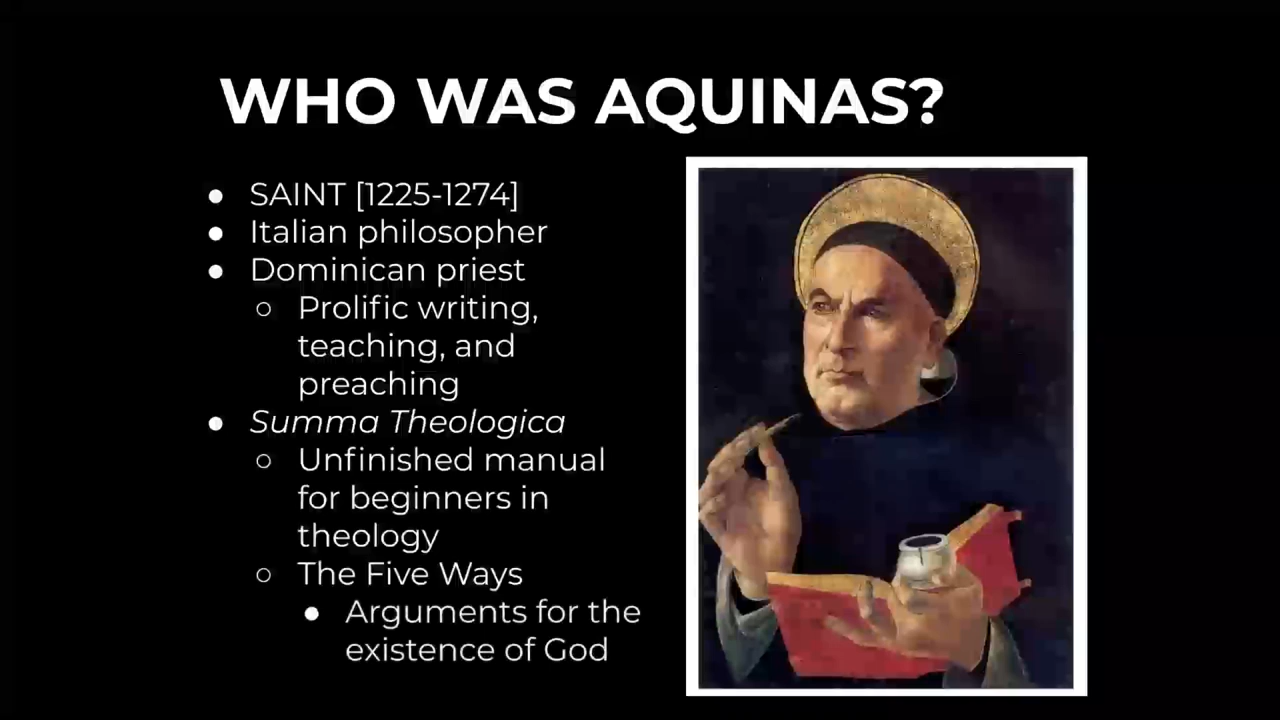 WHO WAS AQUINAS?
● SAINT [1225-1274]
● Italian philosopher
● Dominican priest
○ Prolific writing,
teaching, and
preaching
● Summa Theologica
○ Unfinished manual
for beginners in
theology
○ The Five Ways
● Arguments for the
existence of God